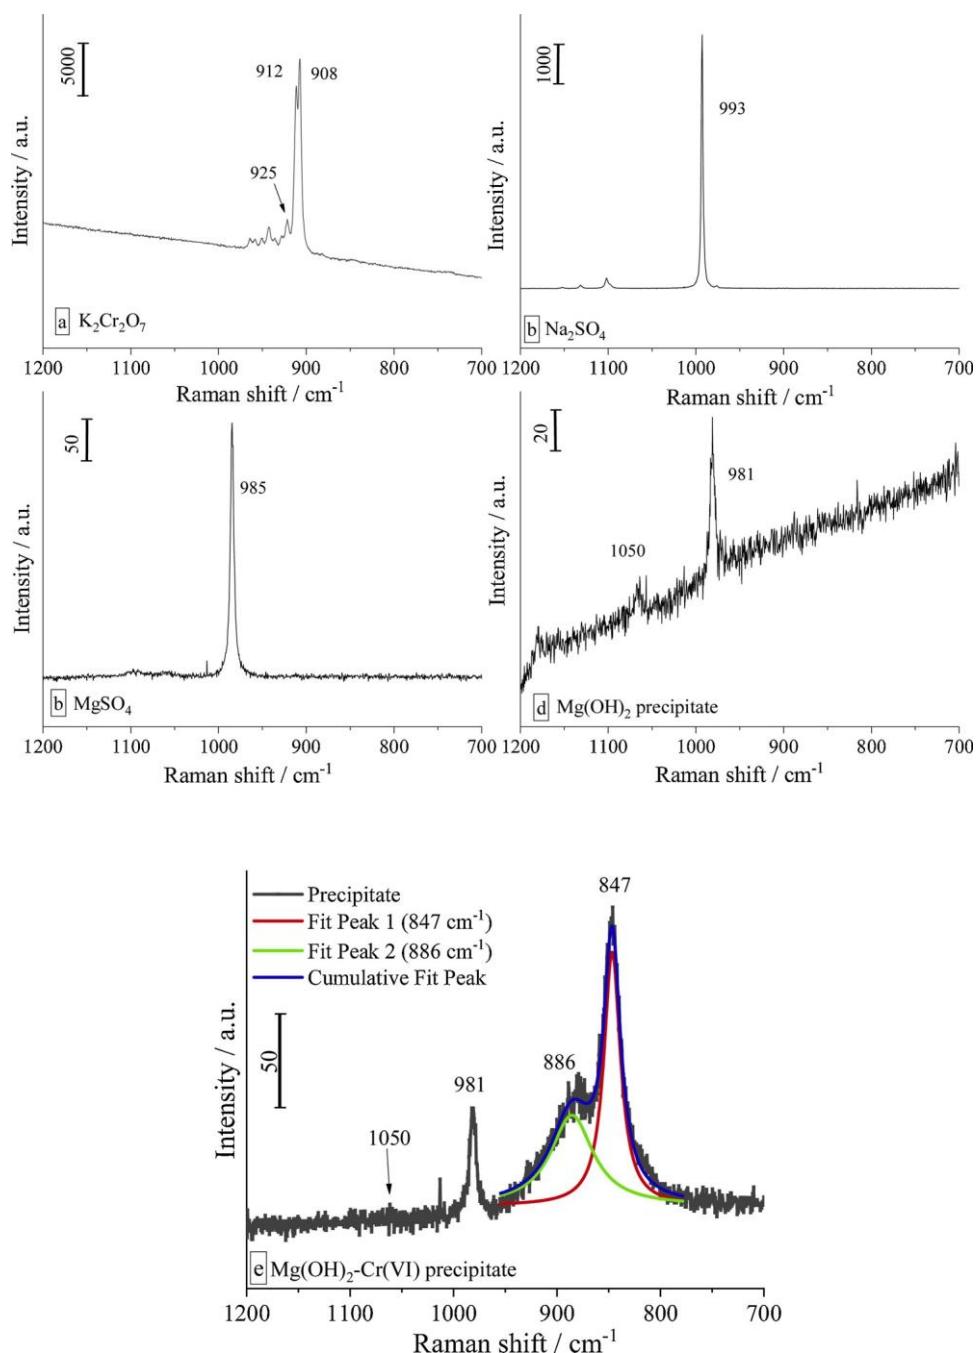 5000
912
908
925
Intensity / a.u.
a K₂Cr₂O₇
1200 1100 1000 900 800 700
Raman shift / cm⁻¹
1000
993
Intensity / a.u.
b Na₂SO₄
1200 1100 1000 900 800 700
Raman shift / cm⁻¹
50
985
Intensity / a.u.
b MgSO₄
1200 1100 1000 900 800 700
Raman shift / cm⁻¹
20
981
1050
Intensity / a.u.
d Mg(OH)₂ precipitate
1200 1100 1000 900 800 700
Raman shift / cm⁻¹
Precipitate
Fit Peak 1 (847 cm⁻¹)
Fit Peak 2 (886 cm⁻¹)
Cumulative Fit Peak
847
50
886
981
1050
Intensity / a.u.
e Mg(OH)₂-Cr(VI) precipitate
1200 1100 1000 900 800 700
Raman shift / cm⁻¹